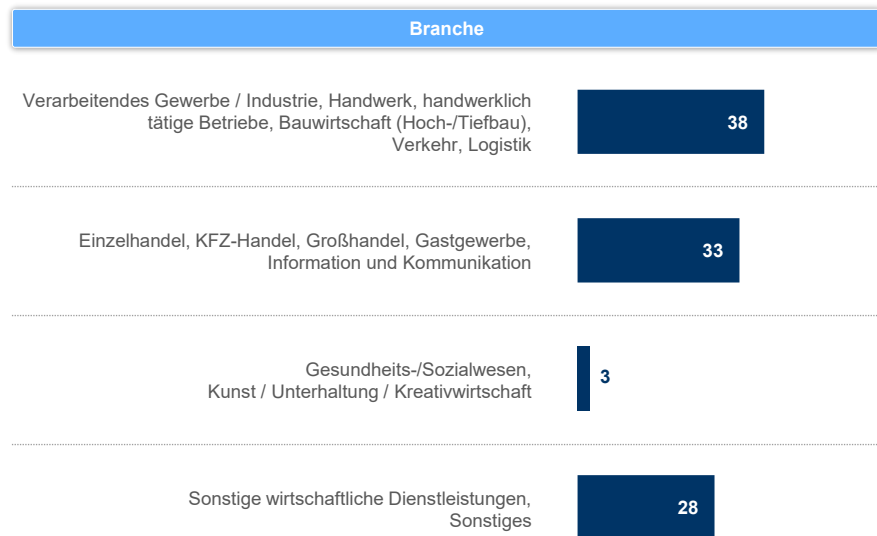 Branche
Verarbeitendes Gewerbe / Industrie, Handwerk, handwerklich
tätige Betriebe, Bauwirtschaft (Hoch-/Tiefbau),
Verkehr, Logistik
38
Einzelhandel, KFZ-Handel, Großhandel, Gastgewerbe,
Information und Kommunikation
33
Gesundheits-/Sozialwesen,
Kunst / Unterhaltung / Kreativwirtschaft
3
Sonstige wirtschaftliche Dienstleistungen,
Sonstiges
28